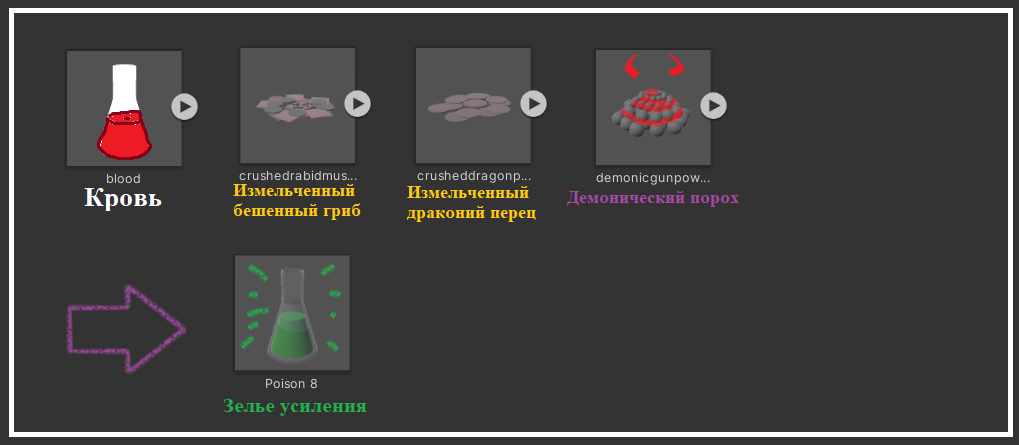 blood
Кровь
crushedrabidmus...
Измельченный
бешенный гриб
crusheddragonp...
Измельченный
драконий перец
demonicgunpow...
Демонический порох
Poison 8
Зелье усиления